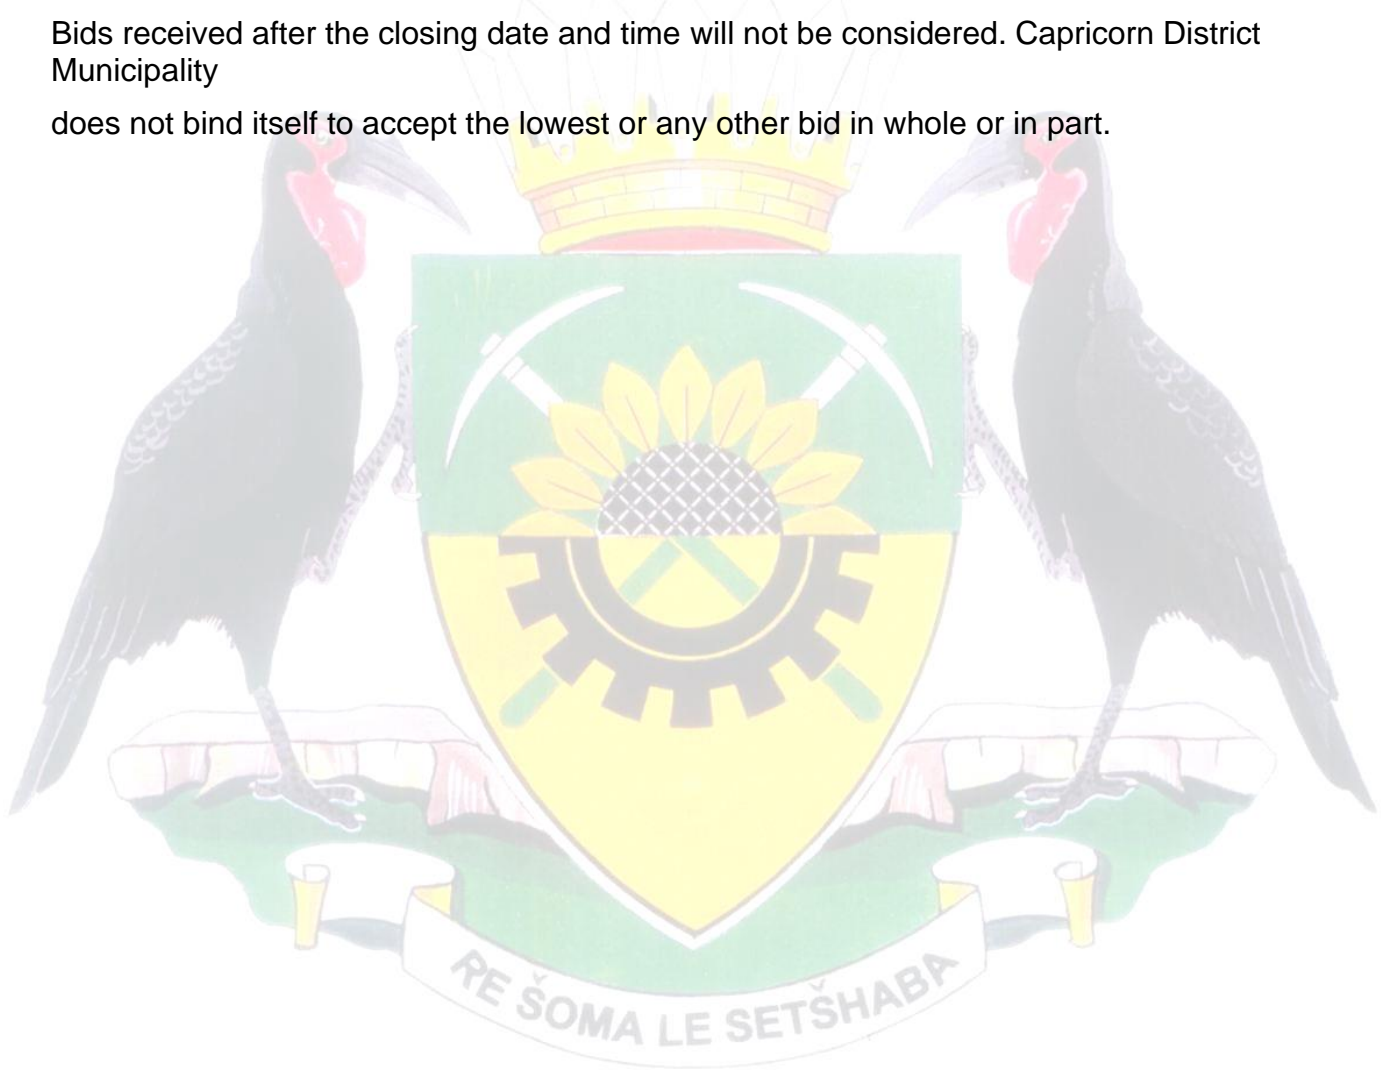 Bids received after the closing date and time will not be considered. Capricorn District
Municipality
does not bind itself to accept the lowest or any other bid in whole or in part.
RE ŠOMA LE SETŠHABA